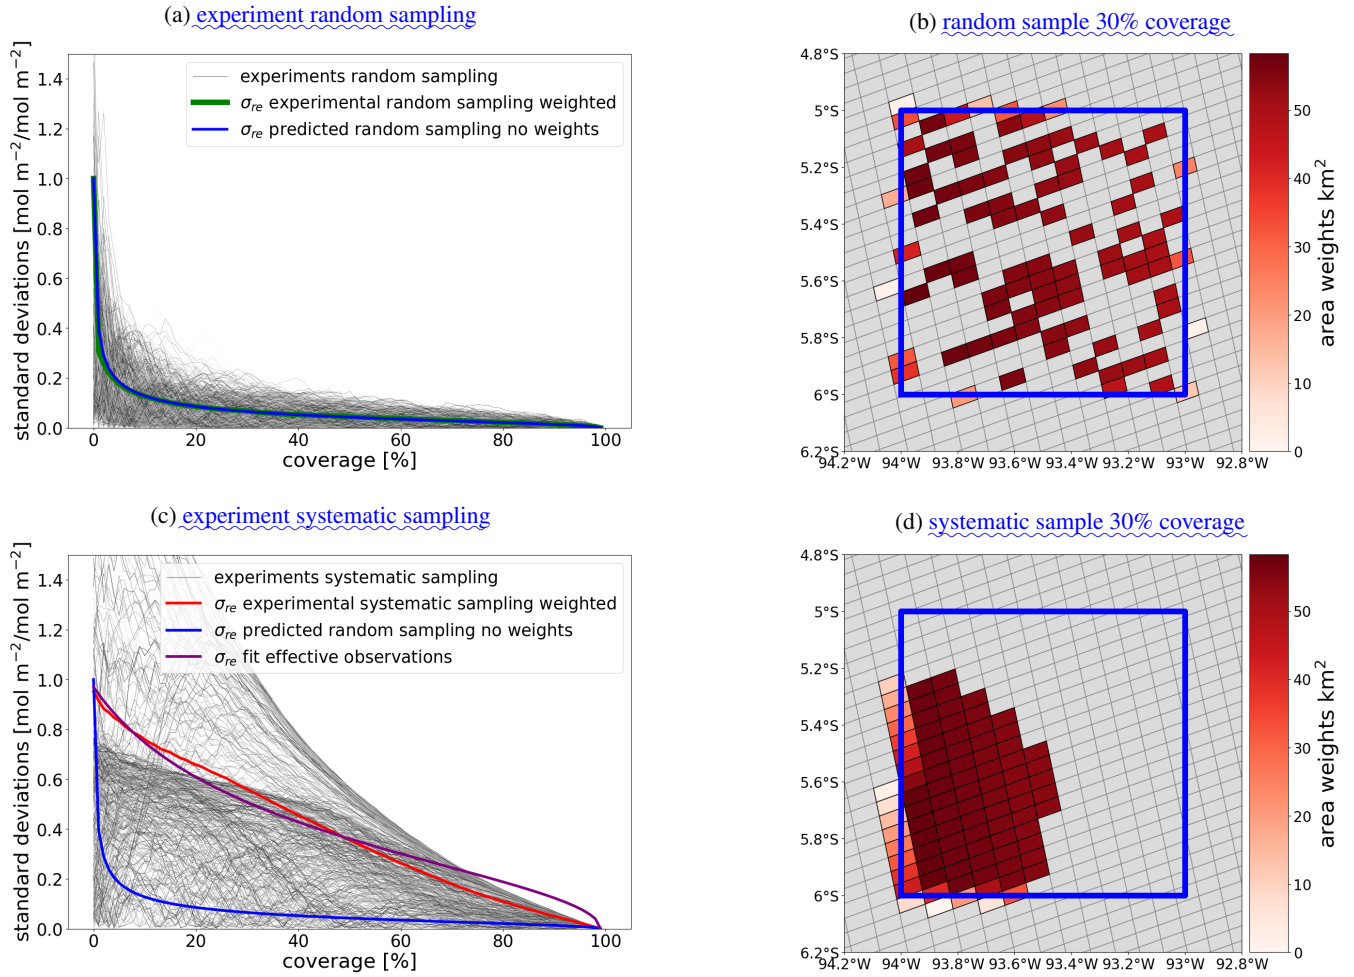 (a) experiment random sampling
standard deviations [mol m−2/mol m−2]
1.4
1.2
1.0
0.8
0.6
0.4
0.2
0.0
experiments random sampling
σre experimental random sampling weighted
σre predicted random sampling no weights
0 20 40 60 80 100
coverage [%]
(b) random sample 30% coverage
4.8°S
5°S
5.2°S
5.4°S
5.6°S
5.8°S
6°S
6.2°S
94.2°W 94°W 93.8°W 93.6°W 93.4°W 93.2°W 93°W 92.8°W
50
40
30
20
10
0
area weights km2
(c) experiment systematic sampling
standard deviations [mol m−2/mol m−2]
1.4
1.2
1.0
0.8
0.6
0.4
0.2
0.0
experiments systematic sampling
σre experimental systematic sampling weighted
σre predicted random sampling no weights
σre fit effective observations
0 20 40 60 80 100
coverage [%]
(d) systematic sample 30% coverage
4.8°S
5°S
5.2°S
5.4°S
5.6°S
5.8°S
6°S
6.2°S
94.2°W 94°W 93.8°W 93.6°W 93.4°W 93.2°W 93°W 92.8°W
50
40
30
20
10
0
area weights km2